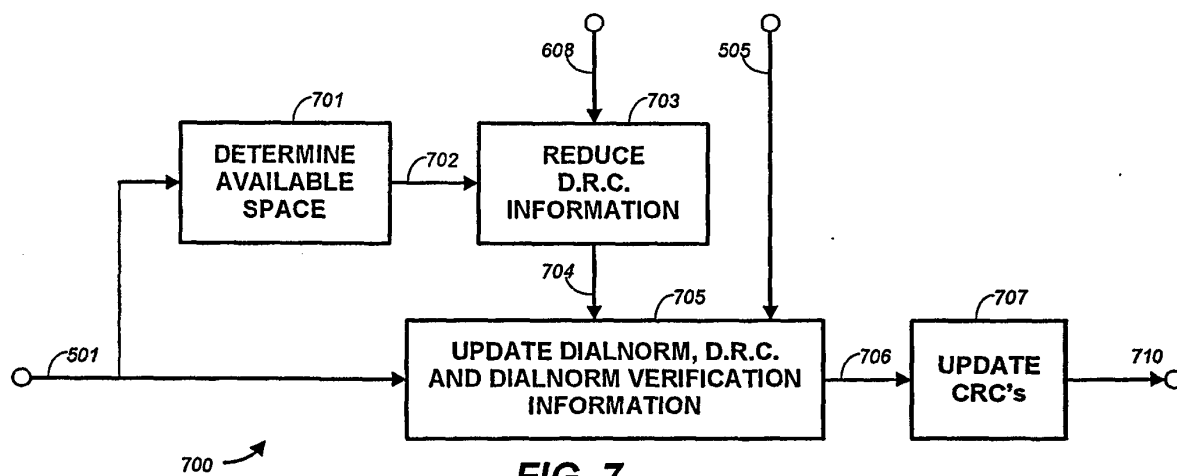 608
505
701
703
DETERMINE
AVAILABLE
SPACE
702
REDUCE
D.R.C.
INFORMATION
704
705
707
501
UPDATE DIALNORM, D.R.C.
AND DIALNORM VERIFICATION
INFORMATION
706
UPDATE
CRC's
710
700
FIG. 7